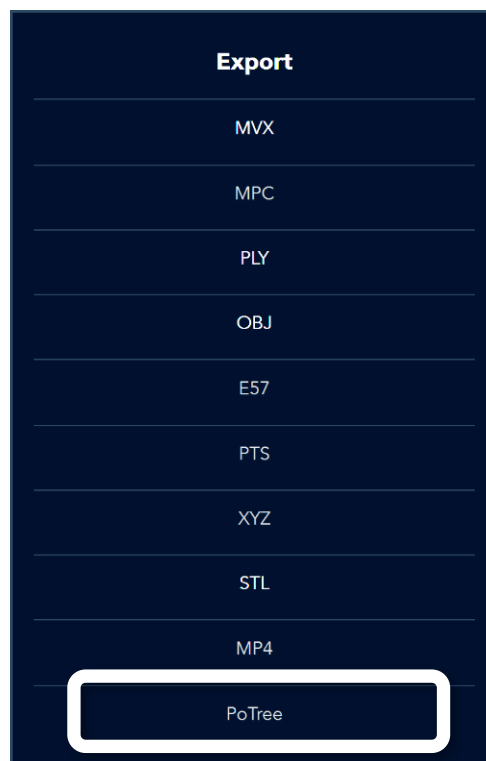 Export
MVX
MPC
PLY
OBJ
E57
PTS
XYZ
STL
MP4
PoTree